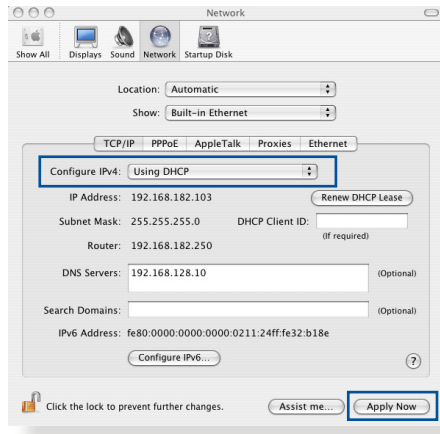 Network
Show All Displays Sound Network Startup Disk
Location: Automatic
Show: Built-in Ethernet
TCP/IP PPPoE AppleTalk Proxies Ethernet
Configure IPv4: Using DHCP
IP Address: 192.168.182.103 Renew DHCP Lease
Subnet Mask: 255.255.255.0 DHCP Client ID:
(If required)
Router: 192.168.182.250
DNS Servers: 192.168.128.10 (Optional)
Search Domains: (Optional)
IPv6 Address: fe80:0000:0000:0000:0211:24ff:fe32:b18e
Configure IPv6... ?
Click the lock to prevent further changes. Assist me... Apply Now